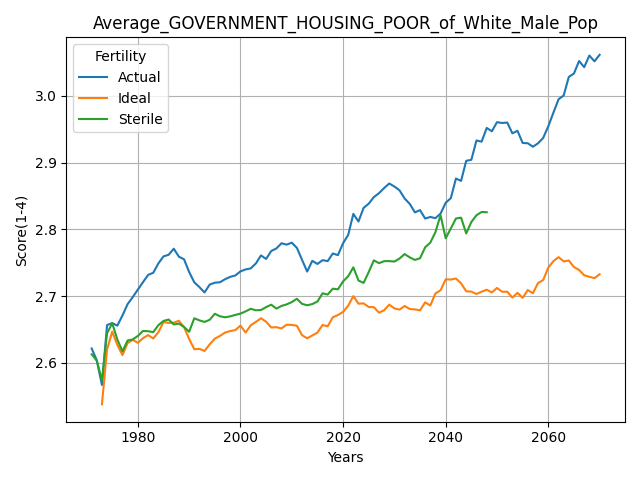 Average_GOVERNMENT_HOUSING_POOR_of_White_Male_Pop
Fertility
Actual
Ideal
Sterile
Score(1-4)
3.0
2.9
2.8
2.7
2.6
1980 2000 2020 2040 2060
Years